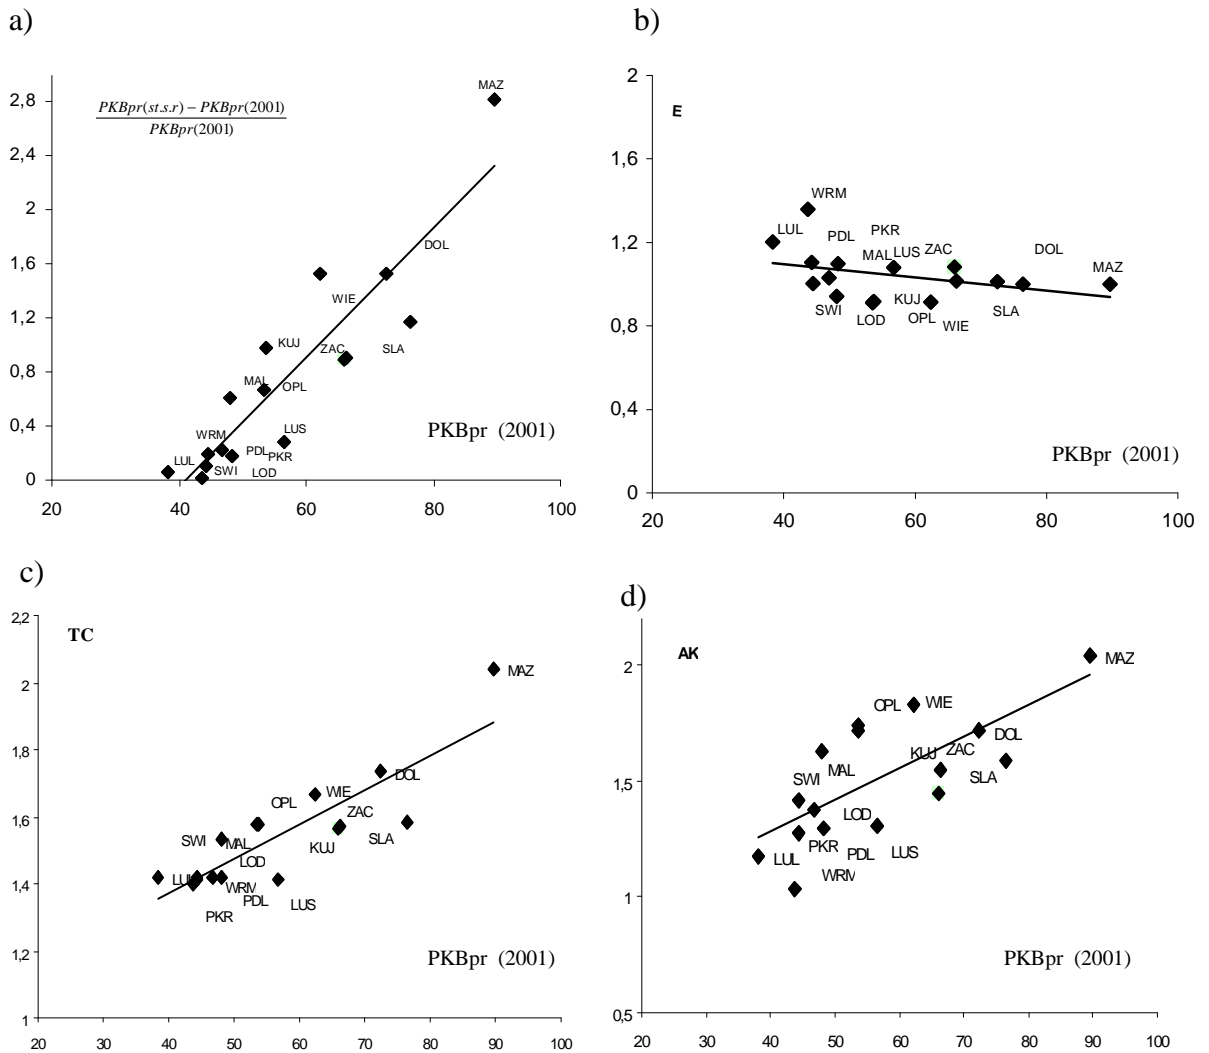 a)
PKBpr(st.s.r) – PKBpr(2001)
PKBpr(2001)
MAZ
2,8
2,4
2
DOL
1,6
WIE
1,2
KUJ
ZAC
SLA
0,8
MAL
OPL
0,4
LUS
WRM
PDL
PKR
LUL
SWI
LOD
PKBpr (2001)
0
40
60
80
100
b)
2
E
1,6
WRM
LUL
PKR
PDL
MAL
LUS
ZAC
DOL
MAZ
1,2
SWI
LOD
KUJ
OPL
WIE
SLA
0,8
0,4
PKBpr (2001)
0
20
40
60
80
100
c)
2,2
TC
MAZ
2
1,8
DOL
WIE
OPL
ZAC
1,6
SWI
MAL
KUJ
SLA
LOD
LUL
WRM
1,4
PDL
LUS
PKR
1,2
PKBpr (2001)
1
20
30
40
50
60
70
80
90
100
d)
AK
2
MAZ
OPL
WIE
DOL
KUJ
ZAC
SWI
MAL
SLA
1,5
LOD
PKR
PDL
LUS
LUL
WRM
1
PKBpr (2001)
0,5
20
30
40
50
60
70
80
90
100